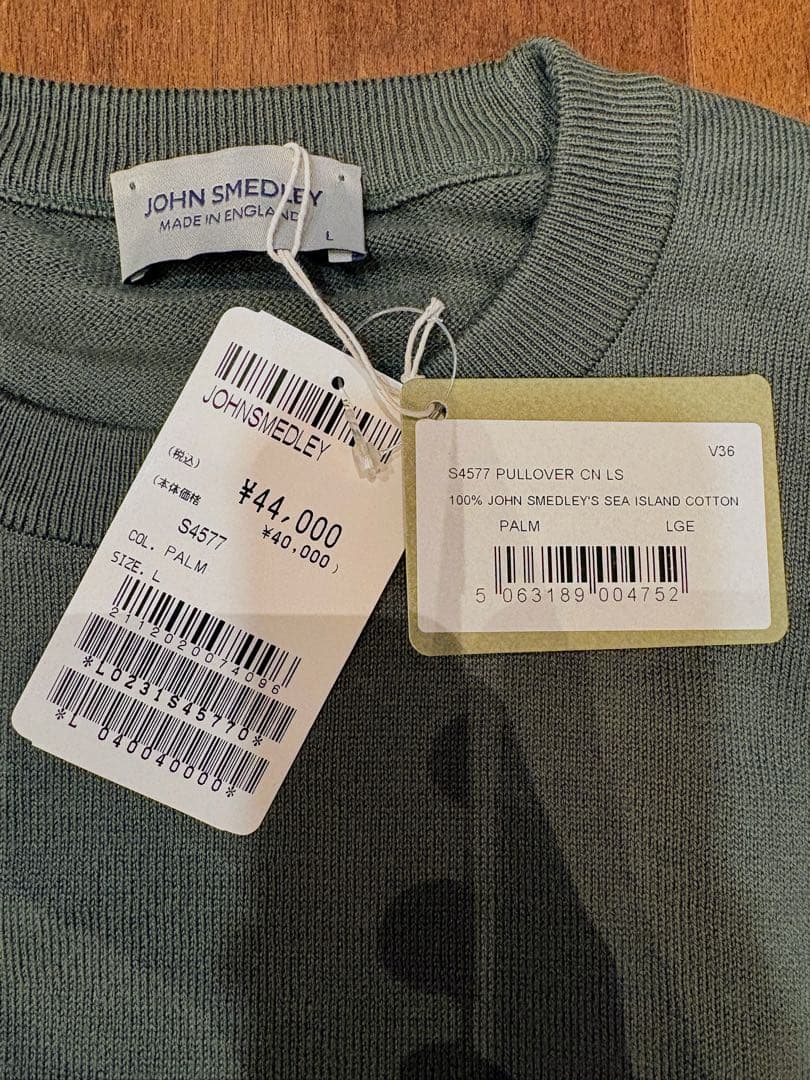 JOHN SMEDLEY
MADE IN ENGLAND
L
JOHNSMEDLEY
(税込)
¥44,000
(本体価格
¥40,000)
S4577
COL. PALM
SIZE. L
2112020074096
*L0231S45770*
*L 040040000*
V36
S4577 PULLOVER CN LS
100% JOHN SMEDLEY'S SEA ISLAND COTTON
PALM LGE
5 063189 004752